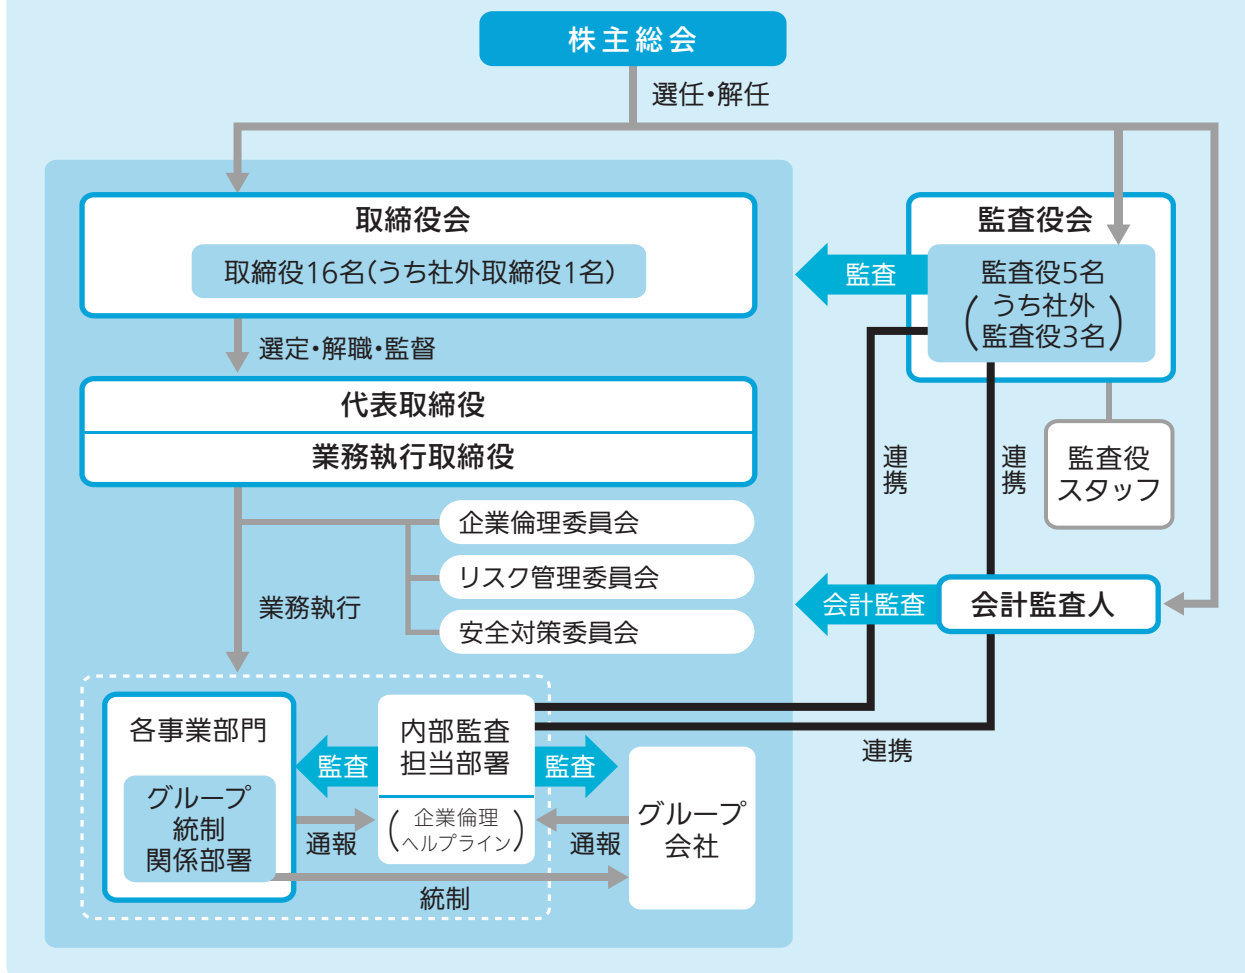 株主総会
選任・解任
取締役会
取締役16名(うち社外取締役1名)
選定・解職・監督
代表取締役
業務執行取締役
監査
監査役会
監査役5名
(うち社外
監査役3名)
連携
連携
監査役
スタッフ
企業倫理委員会
リスク管理委員会
安全対策委員会
業務執行
会計監査
会計監査人
連携
各事業部門
グループ
統制
関係部署
監査
内部監査
担当部署
(企業倫理
ヘルプライン)
監査
通報
通報
グループ
会社
統制